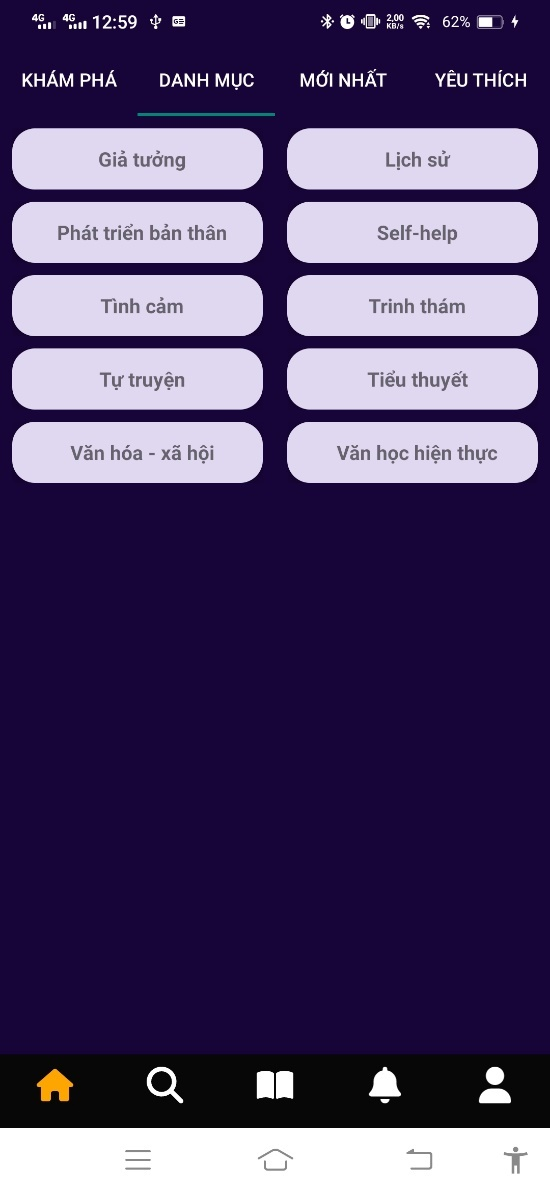 4G 4G 12:59 2,00 KB/s 62%
KHÁM PHÁ DANH MỤC MỚI NHẤT YÊU THÍCH
Giả tưởng Lịch sử
Phát triển bản thân Self-help
Tình cảm Trinh thám
Tự truyện Tiểu thuyết
Văn hóa - xã hội Văn học hiện thực